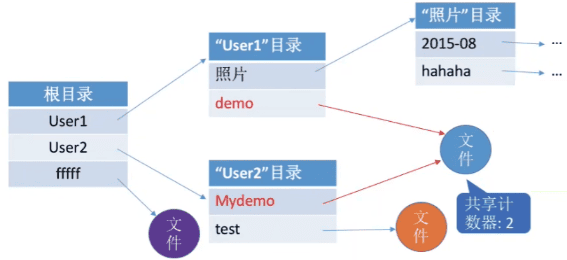 “照片”目录
2015-08
...
hahaha
...
“User1”目录
照片
demo
根目录
User1
User2
fffff
文
件
共享计
数器: 2
“User2”目录
Mydemo
test
文
件
文
件